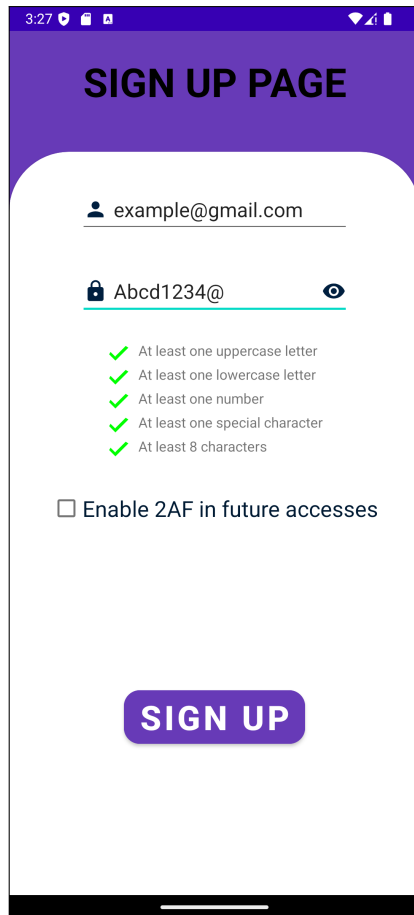 3:27
SIGN UP PAGE
example@gmail.com
Abcd1234@
At least one uppercase letter
At least one lowercase letter
At least one number
At least one special character
At least 8 characters
Enable 2AF in future accesses
SIGN UP